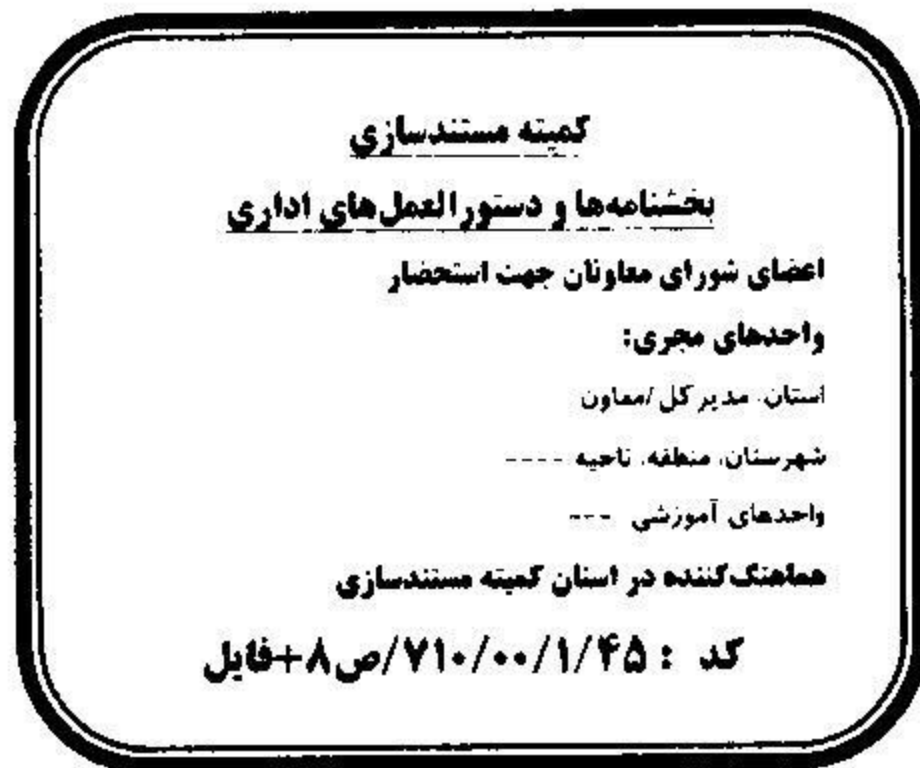 کمیته مستندسازی
بخشنامه‌ها و دستورالعمل‌های اداری
اعضای شورای معاونان جهت استحضار
واحدهای مجری:
استان، مدیر کل /معاون
شهرستان، منطقه، ناحیه ----
واحدهای آموزشی ---
هماهنگ‌کننده در استان کمیته مستندسازی
کد : ۷۱۰/۰۰/۱/۴۵/ص۸+فایل